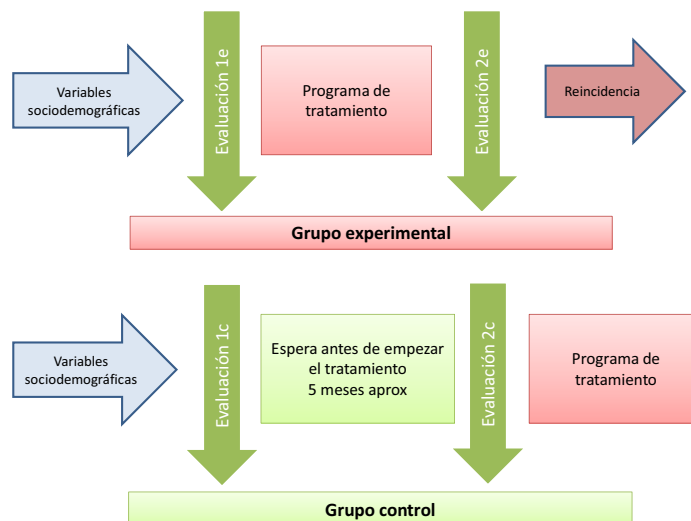 Variables
sociodemográficas
Evaluación 1e
Programa de
tratamiento
Evaluación 2e
Reincidencia
Grupo experimental
Variables
sociodemográficas
Evaluación 1c
Espera antes de empezar
el tratamiento
5 meses aprox
Evaluación 2c
Programa de
tratamiento
Grupo control